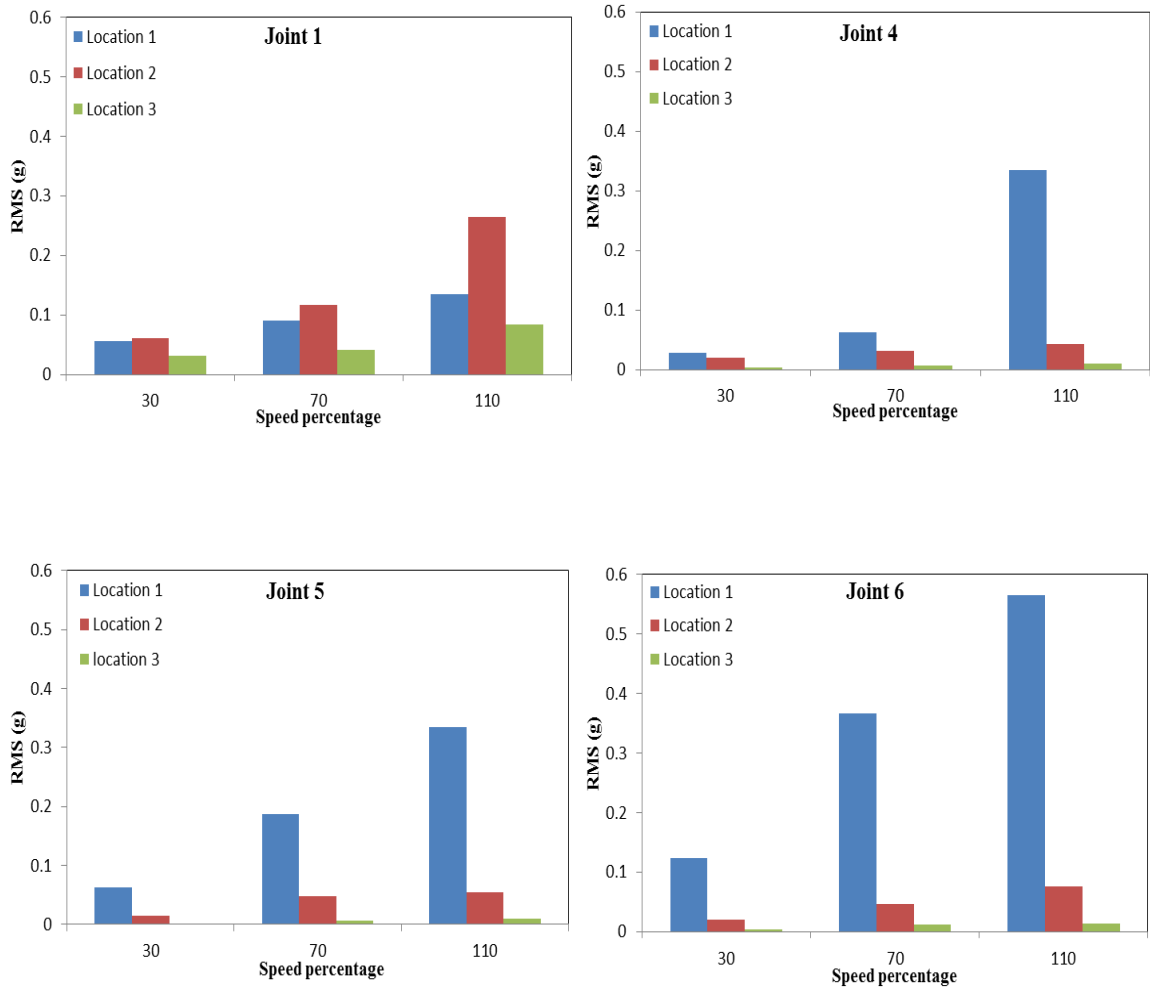 Joint 1
Location 1
Location 2
Location 3
RMS (g)
0.6
0.5
0.4
0.3
0.2
0.1
0
30 70 110
Speed percentage
Joint 4
Location 1
Location 2
Location 3
RMS (g)
0.6
0.5
0.4
0.3
0.2
0.1
0
30 70 110
Speed percentage
Joint 5
Location 1
Location 2
location 3
RMS (g)
0.6
0.5
0.4
0.3
0.2
0.1
0
30 70 110
Speed percentage
Joint 6
Location 1
Location 2
Location 3
RMS (g)
0.6
0.5
0.4
0.3
0.2
0.1
0
30 70 110
Speed percentage